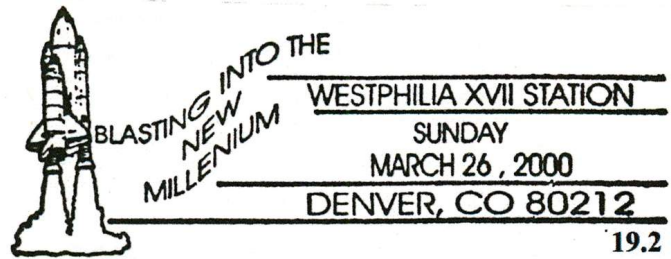 BLASTING INTO THE
NEW
MILLENIUM
WESTPHILIA XVII STATION
SUNDAY
MARCH 26 , 2000
DENVER, CO 80212
19.2